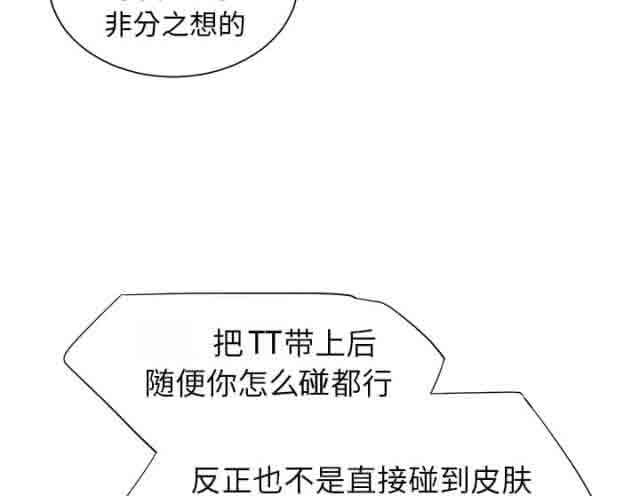 非分之想的
把TT带上后
随便你怎么碰都行
反正也不是直接碰到皮肤